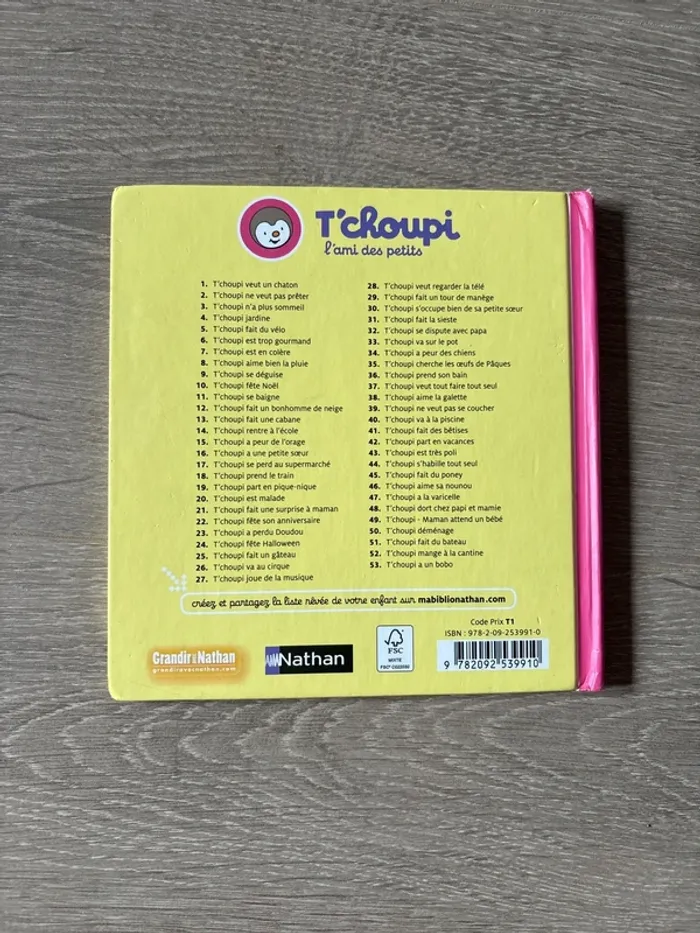 T'choupi
l'ami des petits
1. T'choupi veut un chaton
2. T'choupi ne veut pas prêter
3. T'choupi n'a plus sommeil
4. T'choupi jardine
5. T'choupi fait du vélo
6. T'choupi est trop gourmand
7. T'choupi est en colère
8. T'choupi aime bien la pluie
9. T'choupi se déguise
10. T'choupi fête Noël
11. T'choupi se baigne
12. T'choupi fait un bonhomme de neige
13. T'choupi fait une cabane
14. T'choupi rentre à l'école
15. T'choupi a peur de l'orage
16. T'choupi a une petite sœur
17. T'choupi se perd au supermarché
18. T'choupi prend le train
19. T'choupi part en pique-nique
20. T'choupi est malade
21. T'choupi fait une surprise à maman
22. T'choupi fête son anniversaire
23. T'choupi a perdu Doudou
24. T'choupi fête Halloween
25. T'choupi fait un gâteau
26. T'choupi va au cirque
27. T'choupi joue de la musique
28. T'choupi veut regarder la télé
29. T'choupi fait un tour de manège
30. T'choupi s'occupe bien de sa petite sœur
31. T'choupi fait la sieste
32. T'choupi se dispute avec papa
33. T'choupi va sur le pot
34. T'choupi a peur des chiens
35. T'choupi cherche les œufs de Pâques
36. T'choupi prend son bain
37. T'choupi veut tout faire tout seul
38. T'choupi aime la galette
39. T'choupi ne veut pas se coucher
40. T'choupi va à la piscine
41. T'choupi fait des bêtises
42. T'choupi part en vacances
43. T'choupi est très poli
44. T'choupi s'habille tout seul
45. T'choupi fait du poney
46. T'choupi aime sa nounou
47. T'choupi a la varicelle
48. T'choupi dort chez papi et mamie
49. T'choupi - Maman attend un bébé
50. T'choupi déménage
51. T'choupi fait du bateau
52. T'choupi mange à la cantine
53. T'choupi a un bobo
créez et partagez la liste rêvée de votre enfant sur mabiblionathan.com
Code Prix T1
ISBN : 978-2-09-253991-0
Grandir avec Nathan
grandiravecnathan.com
Nathan
FSC
MIXTE
9 782092 539910